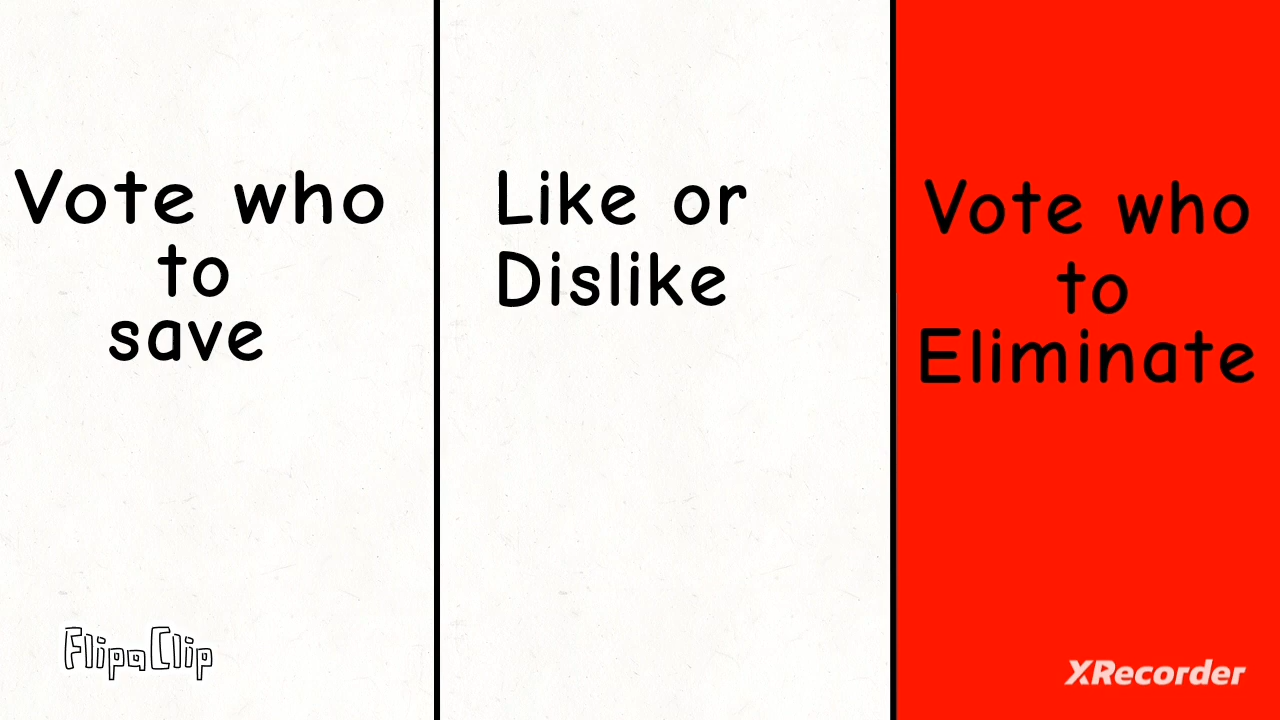 Vote who
to
save
Like or
Dislike
Vote who
to
Eliminate
FlipaClip
XRecorder